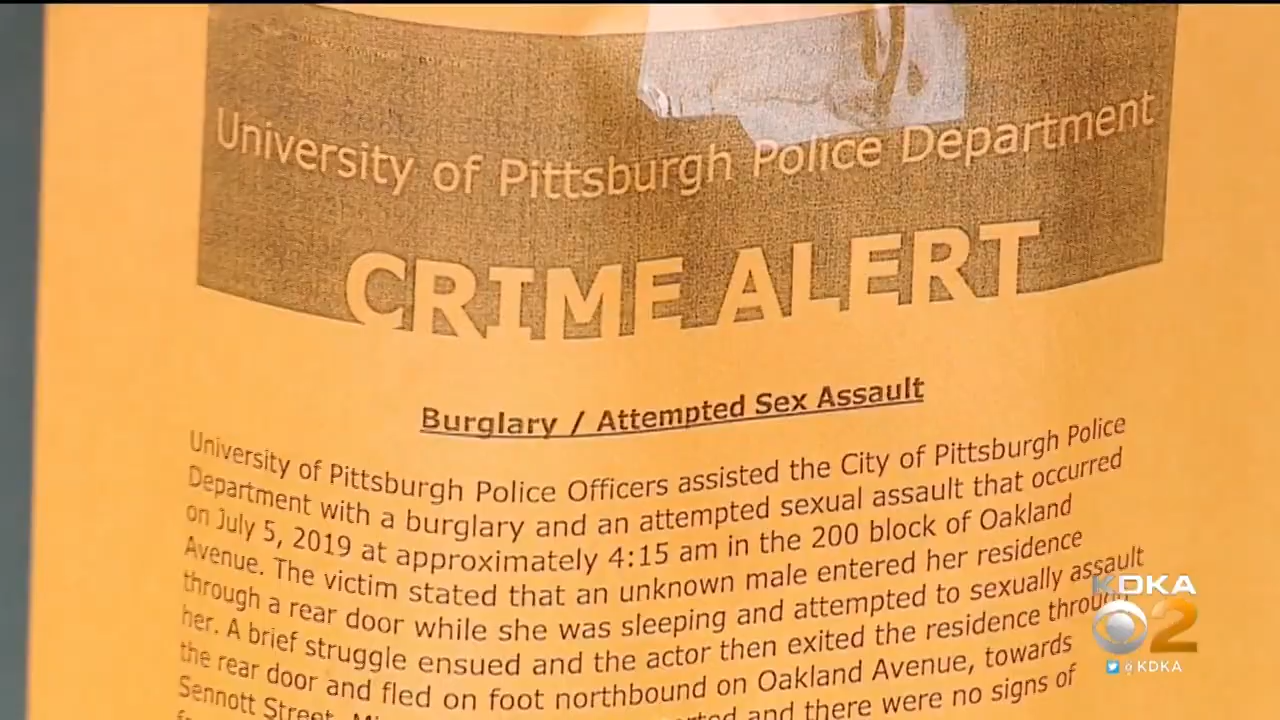 University of Pittsburgh Police Department
CRIME ALERT
Burglary / Attempted Sex Assault
University of Pittsburgh Police Officers assisted the City of Pittsburgh Police
Department with a burglary and an attempted sexual assault that occurred
on July 5, 2019 at approximately 4:15 am in the 200 block of Oakland
Avenue. The victim stated that an unknown male entered her residence
through a rear door while she was sleeping and attempted to sexually assault
her. A brief struggle ensued and the actor then exited the residence through
the rear door and fled on foot northbound on Oakland Avenue, towards
Sennott Street. and there were no signs of
KDKA
2
@KDKA